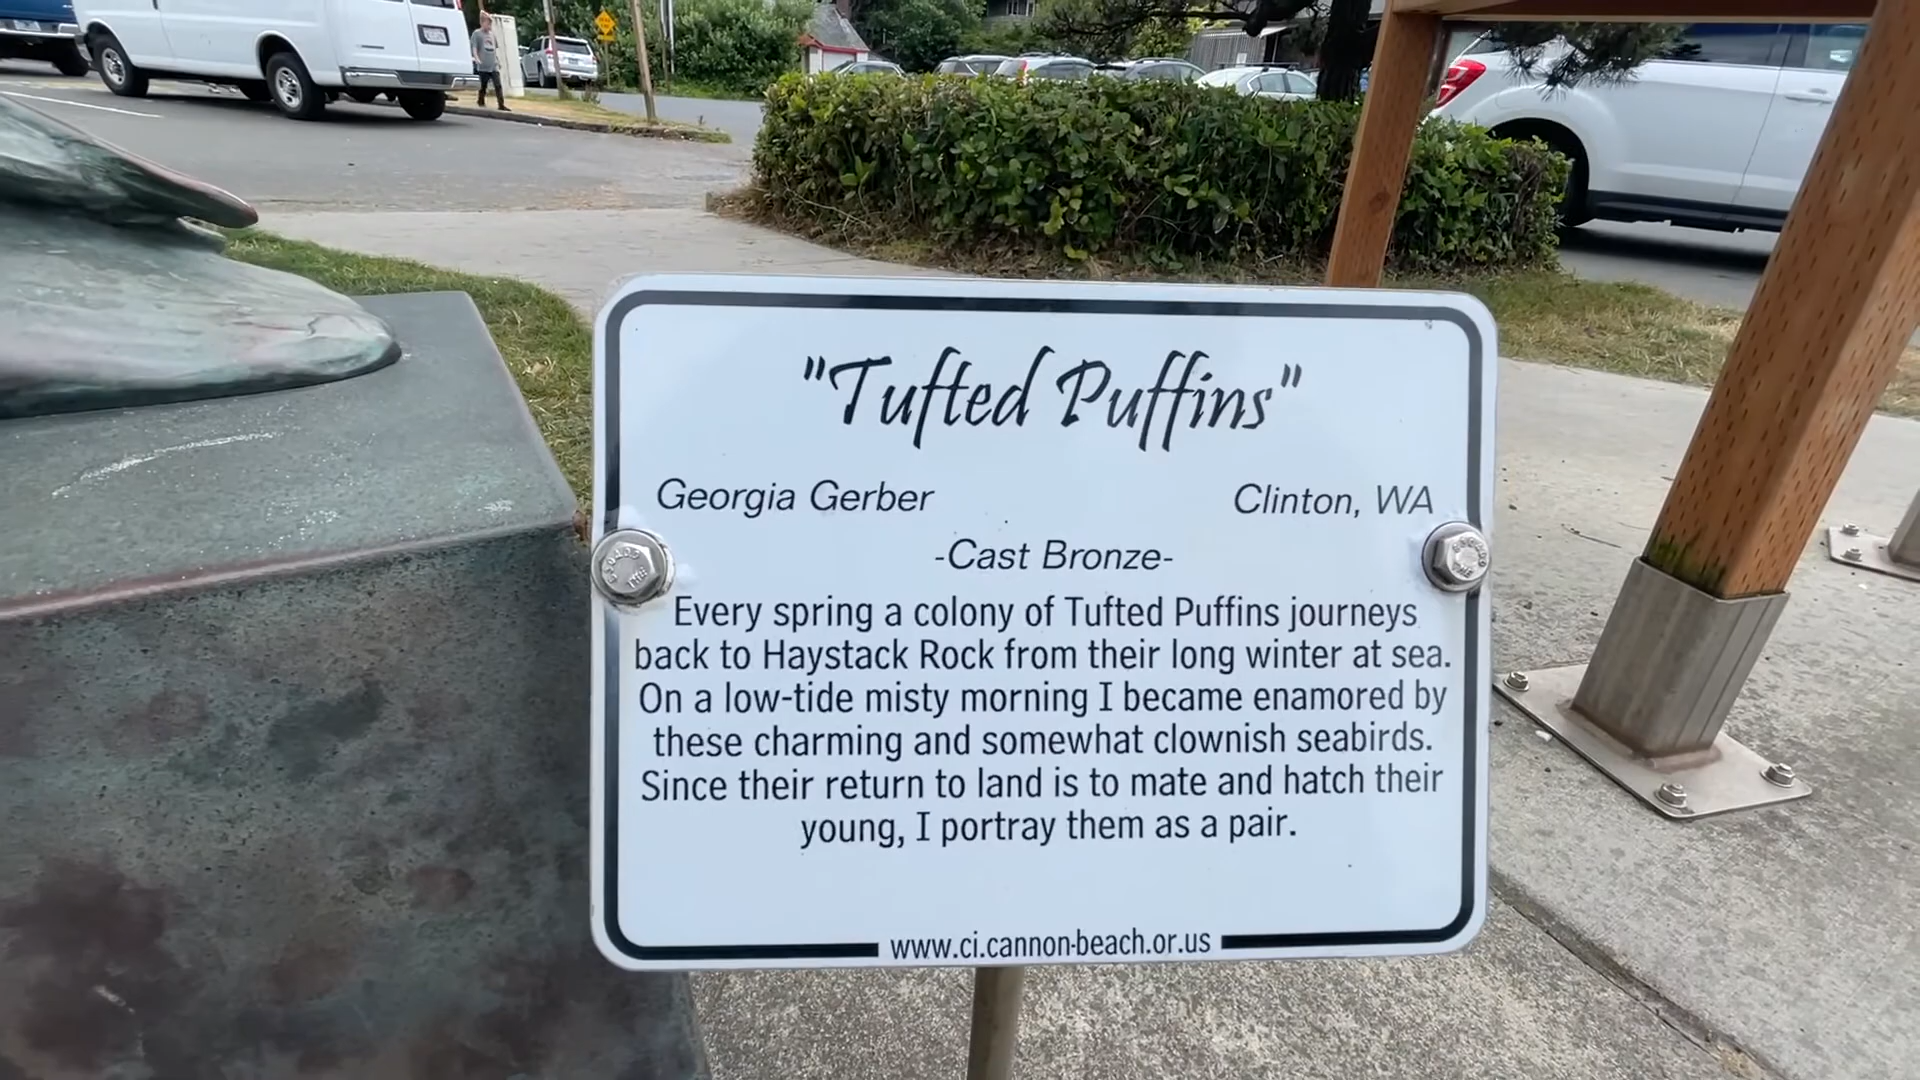 "Tufted Puffins"
Georgia Gerber Clinton, WA
-Cast Bronze-
Every spring a colony of Tufted Puffins journeys
back to Haystack Rock from their long winter at sea.
On a low-tide misty morning I became enamored by
these charming and somewhat clownish seabirds.
Since their return to land is to mate and hatch their
young, I portray them as a pair.
www.ci.cannon-beach.or.us